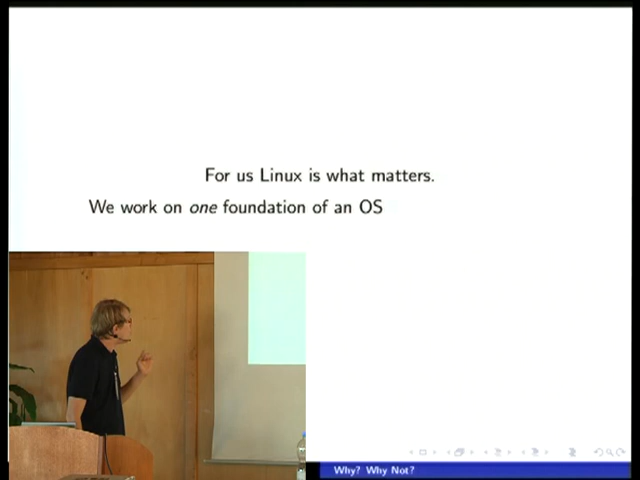 For us Linux is what matters.
We work on one foundation of an OS
Why? Why Not?